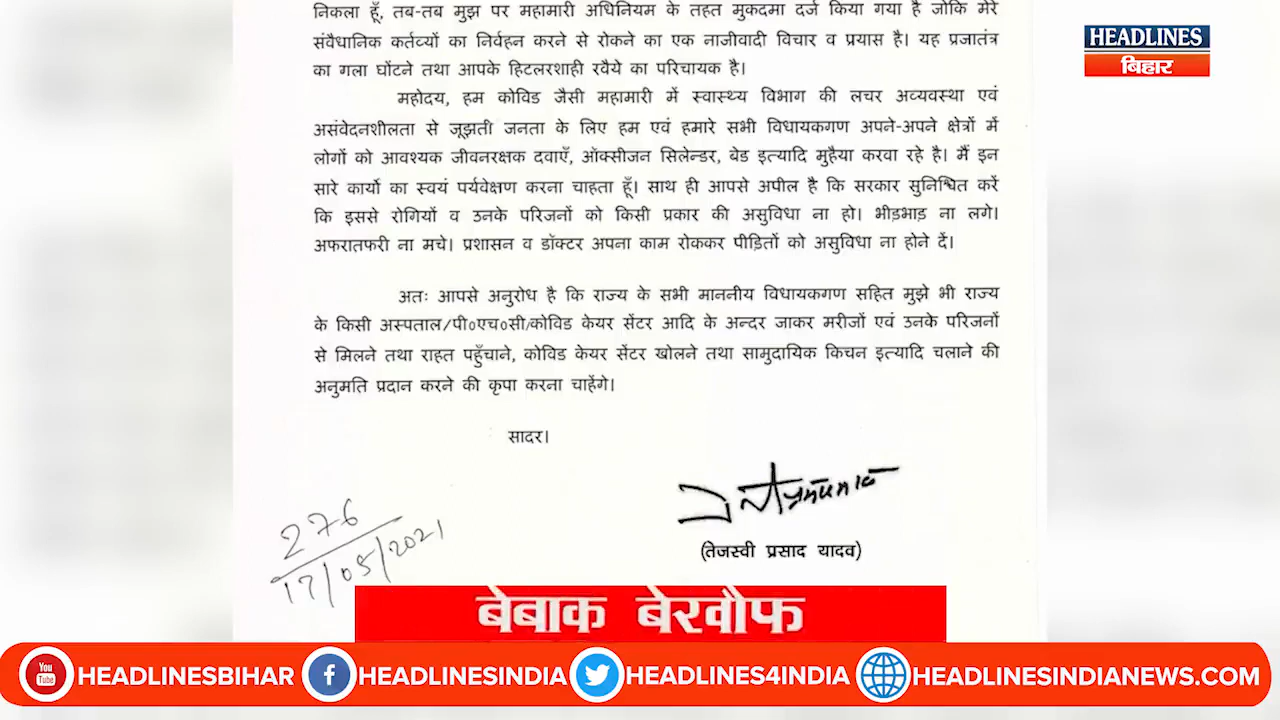 निकला हूँ, तब-तब मुझ पर महामारी अधिनियम के तहत मुकदमा दर्ज किया गया है जोकि मेरे
संवैधानिक कर्तव्यों का निर्वहन करने से रोकने का एक नाजीवादी विचार व प्रयास है। यह प्रजातंत्र
का गला घोंटने तथा आपके हिटलरशाही रवैये का परिचायक है।
महोदय, हम कोविड जैसी महामारी में स्वास्थ्य विभाग की लचर अव्यवस्था एवं
असंवेदनशीलता से जूझती जनता के लिए हम एवं हमारे सभी विधायकगण अपने-अपने क्षेत्रों में
लोगों को आवश्यक जीवनरक्षक दवाएँ, ऑक्सीजन सिलेन्डर, बेड इत्यादि मुहैया करवा रहे है। मैं इन
सारे कार्यो का स्वयं पर्यवेक्षण करना चाहता हूँ। साथ ही आपसे अपील है कि सरकार सुनिश्चित करें
कि इससे रोगियों व उनके परिजनों को किसी प्रकार की असुविधा ना हो। भीड़भाड़ ना लगे।
अफरातफरी ना मचे। प्रशासन व डॉक्टर अपना काम रोककर पीड़ितों को असुविधा ना होने दें।
अतः आपसे अनुरोध है कि राज्य के सभी माननीय विधायकगण सहित मुझे भी राज्य
के किसी अस्पताल/पी०एच०सी/कोविड केयर सेंटर आदि के अन्दर जाकर मरीजों एवं उनके परिजनों
से मिलने तथा राहत पहुँचाने, कोविड केयर सेंटर खोलने तथा सामुदायिक किचन इत्यादि चलाने की
अनुमति प्रदान करने की कृपा करना चाहेंगे।
सादर।
(तेजस्वी प्रसाद यादव)
276
17/05/2021
HEADLINES
बिहार
बेबाक बेखौफ
You Tube HEADLINESBIHAR HEADLINESINDIA HEADLINES4INDIA HEADLINESINDIANEWS.COM